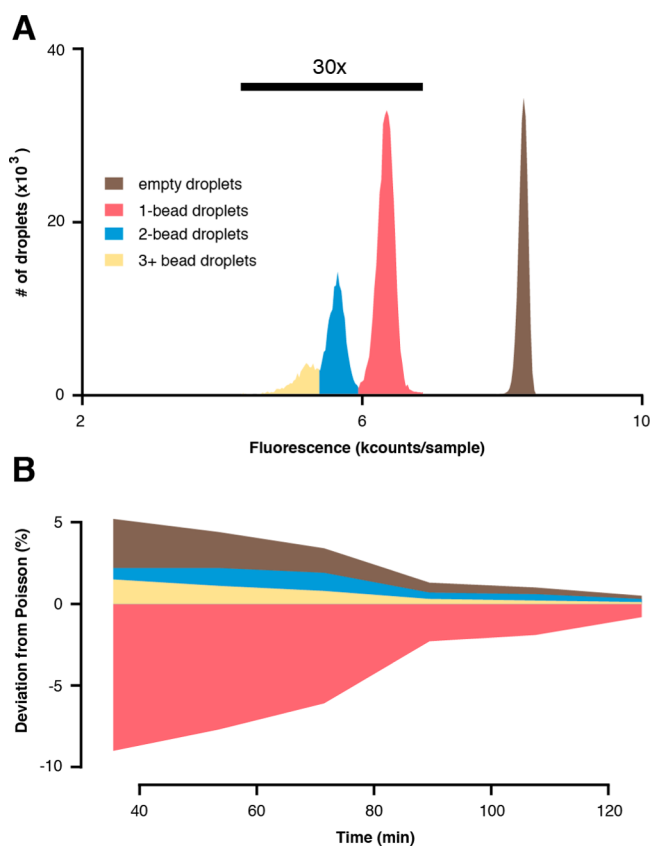 A
40
30x
# of droplets (x10³)
empty droplets
1-bead droplets
20
2-bead droplets
3+ bead droplets
0
2
6
10
Fluorescence (kcounts/sample)
B
5
Deviation from Poisson (%)
0
-5
-10
40
60
80
100
120
Time (min)